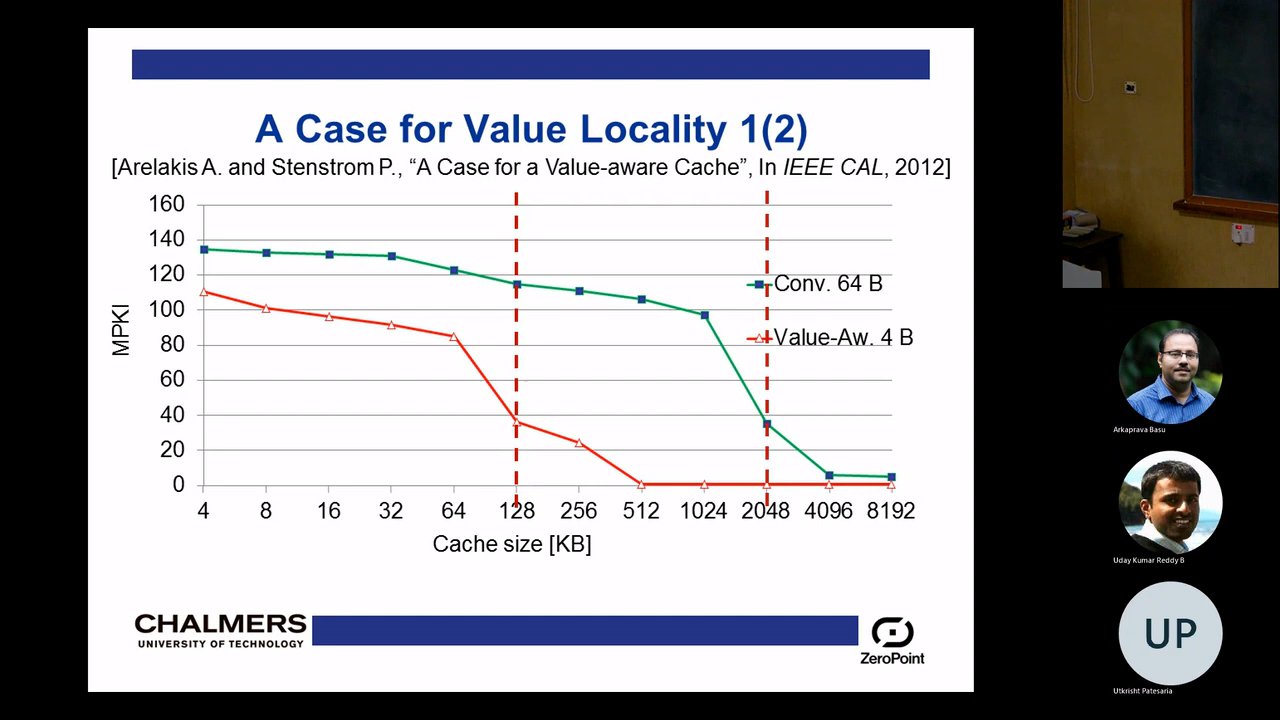 A Case for Value Locality 1(2)
[Arelakis A. and Stenstrom P., “A Case for a Value-aware Cache”, In IEEE CAL, 2012]
160
140
120
100
80
60
40
20
0
MPKI
Conv. 64 B
Value-Aw. 4 B
4 8 16 32 64 128 256 512 1024 2048 4096 8192
Cache size [KB]
CHALMERS
UNIVERSITY OF TECHNOLOGY
ZeroPoint
Arkaprava Basu
Uday Kumar Reddy B
UP
Utkrisht Patesaria